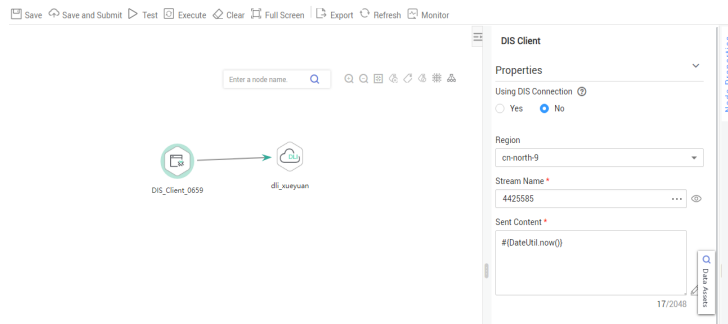 Save Save and Submit Test Execute Clear Full Screen Export Refresh Monitor
DIS Client
Enter a node name.
Properties
Using DIS Connection
Yes No
Region
cn-north-9
Stream Name *
4425585
Sent Content *
#{DateUtil.now()}
17/2048
Data Assets
DIS_Client_0659
DLI
dli_xueyuan